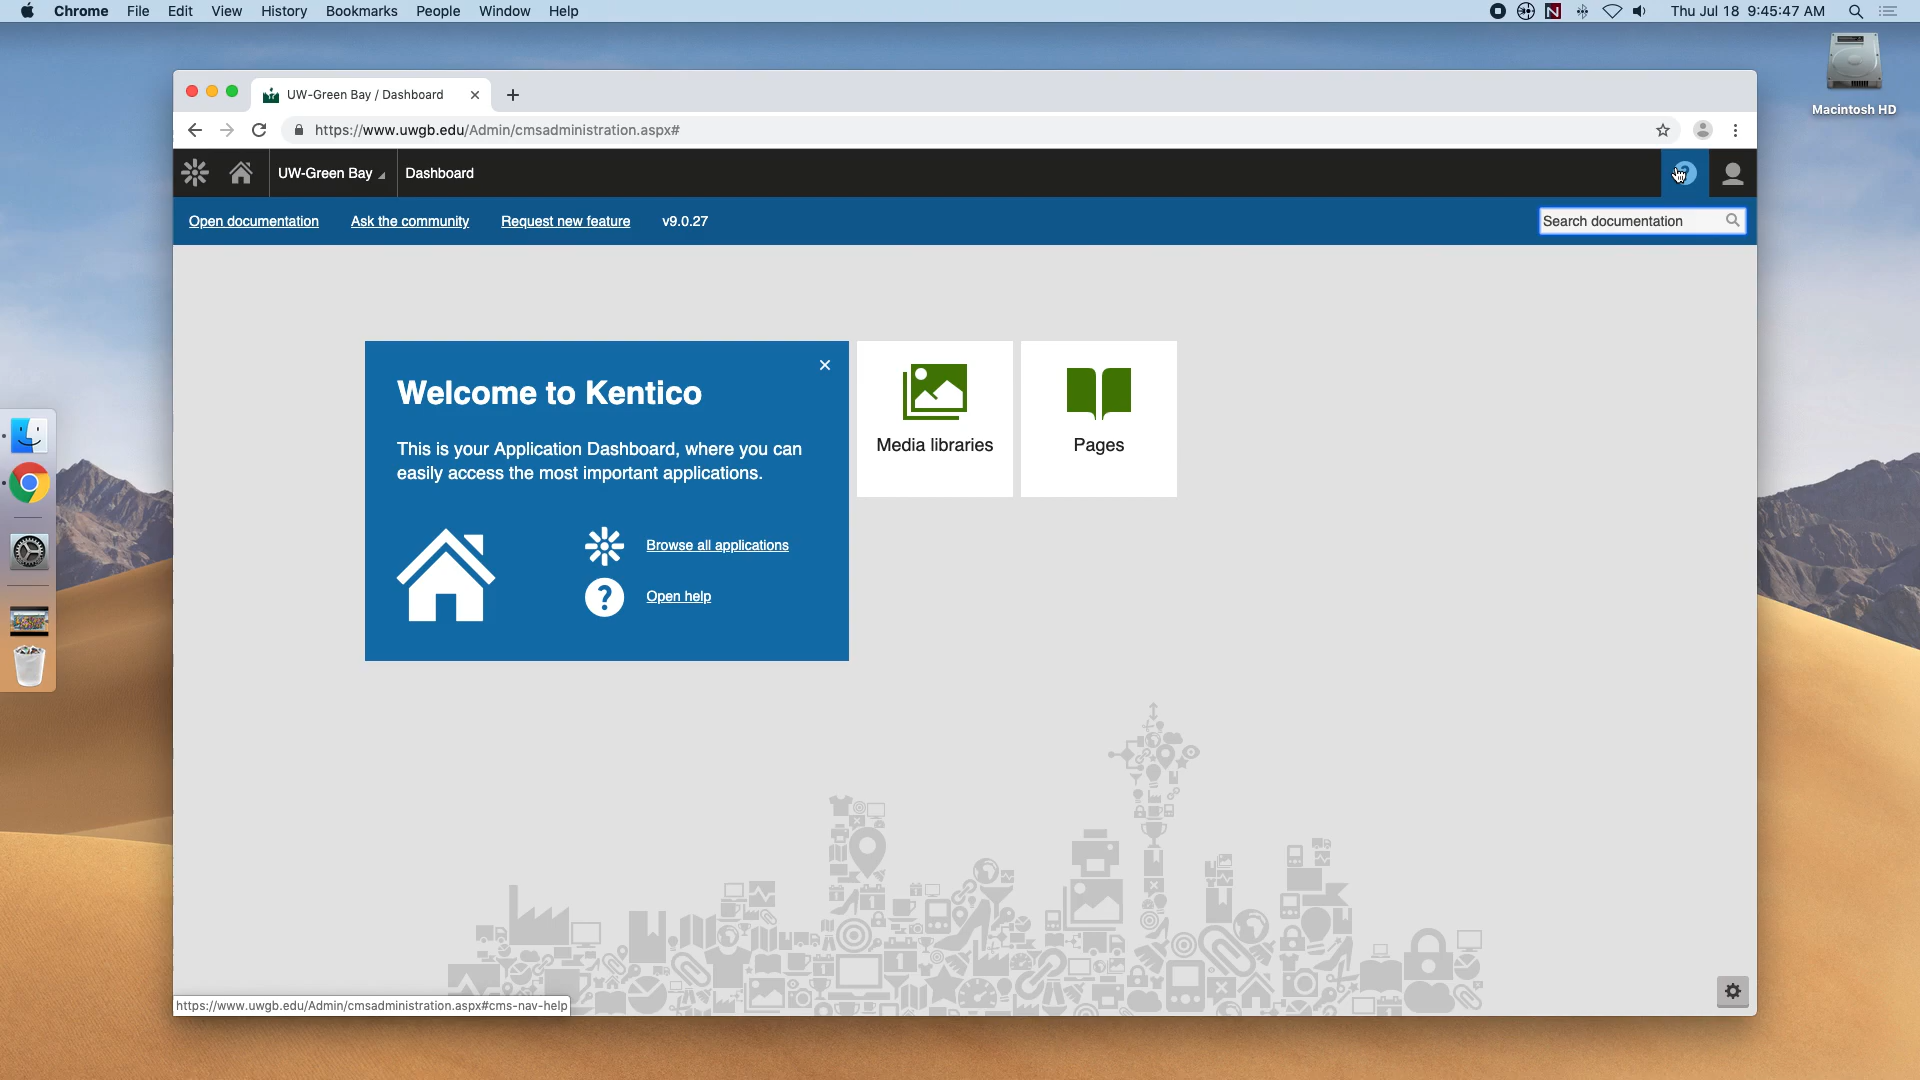 Chrome File Edit View History Bookmarks People Window Help
Thu Jul 18 9:45:47 AM
Macintosh HD
UW-Green Bay / Dashboard
https://www.uwgb.edu/Admin/cmsadministration.aspx#
UW-Green Bay Dashboard
Open documentation Ask the community Request new feature v9.0.27 Search documentation
Welcome to Kentico
This is your Application Dashboard, where you can
easily access the most important applications.
Browse all applications
Open help
Media libraries
Pages
https://www.uwgb.edu/Admin/cmsadministration.aspx#cms-nav-help